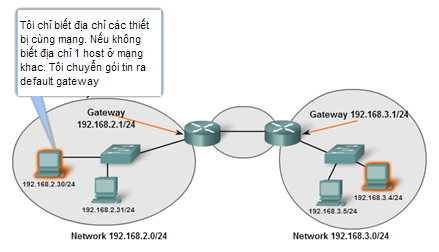 Tôi chỉ biết địa chỉ các thiết
bị cùng mạng. Nếu không
biết địa chỉ 1 host ở mạng
khac. Tôi chuyển gói tin ra
default gateway
Gateway
192.168.2.1/24
Gateway 192.168.3.1/24
192.168.2.30/24
192.168.2.31/24
192.168.3.5/24
192.168.3.4/24
Network 192.168.2.0/24
Network 192.168.3.0/24